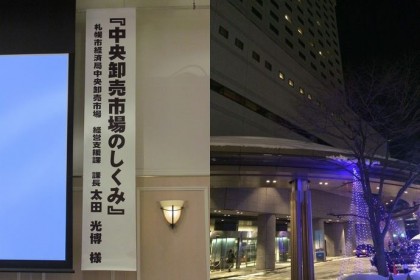 『中央卸売市場のしくみ』
札幌市経済局中央卸売市場　経営支援課　課長 太田 光博 様